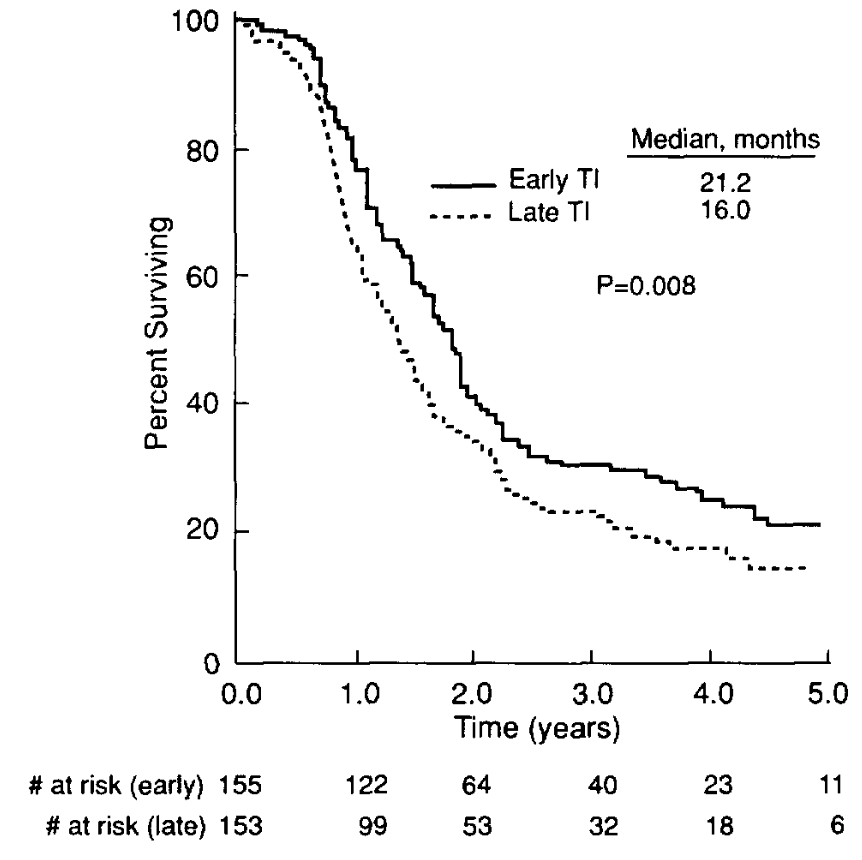 100
80
60
40
20
0
Percent Surviving
Median, months
Early TI 21.2
Late TI 16.0
P=0.008
0.0 1.0 2.0 3.0 4.0 5.0
Time (years)
# at risk (early) 155 122 64 40 23 11
# at risk (late) 153 99 53 32 18 6